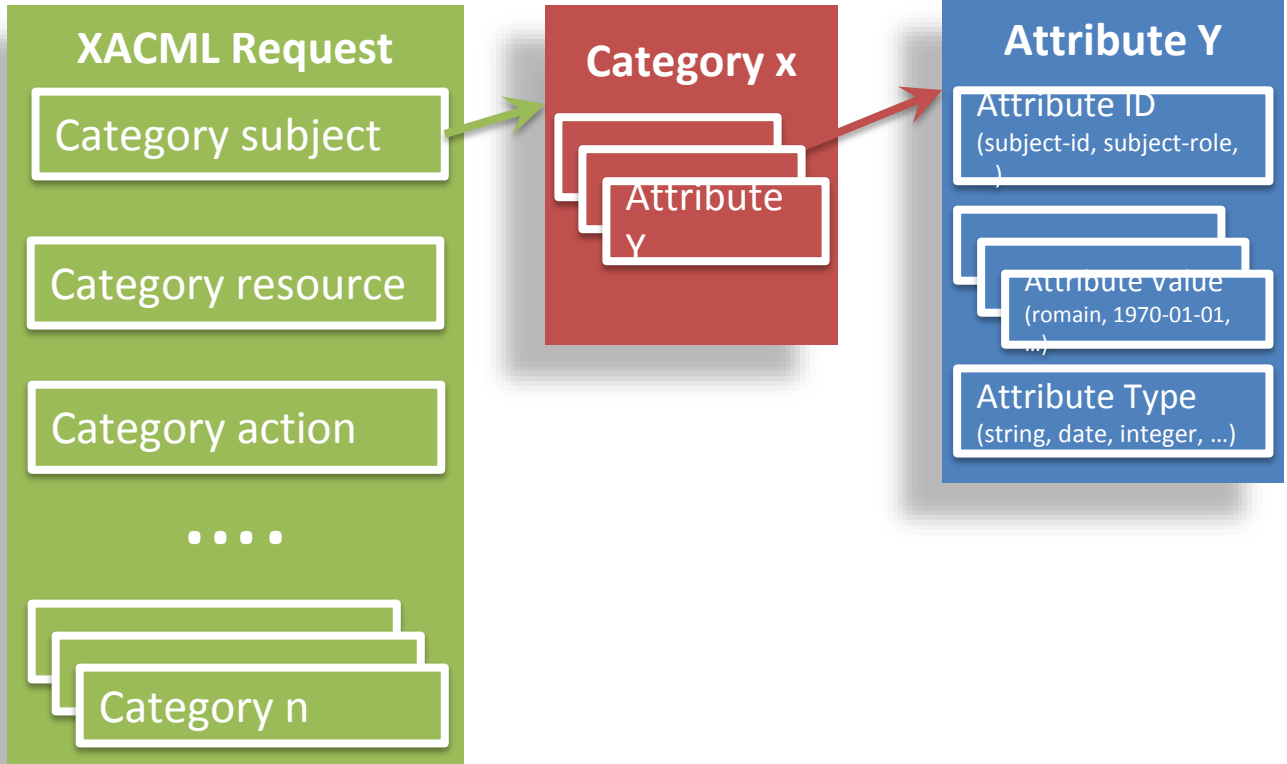 XACML Request
Category subject
Category resource
Category action
....
Category n
Category x
Attribute
Y
Attribute Y
Attribute ID
(subject-id, subject-role,
…)
Attribute Value
(romain, 1970-01-01,
…)
Attribute Type
(string, date, integer, …)